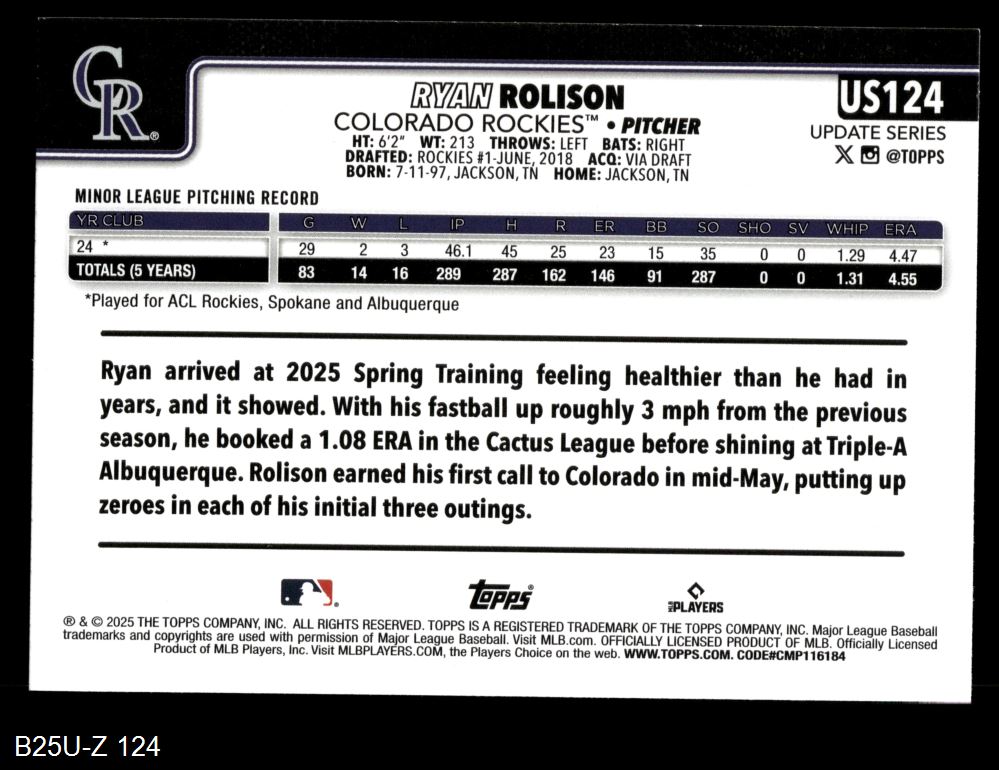 CR®
US124
RYAN ROLISON
COLORADO ROCKIES™ • PITCHER
UPDATE SERIES
HT: 6'2" WT: 213 THROWS: LEFT BATS: RIGHT
@TOPPS
DRAFTED: ROCKIES #1-JUNE, 2018 ACQ: VIA DRAFT
BORN: 7-11-97, JACKSON, TN HOME: JACKSON, TN
MINOR LEAGUE PITCHING RECORD
YR CLUB G W L IP H R ER BB SO SHO SV WHIP ERA
24 * 29 2 3 46.1 45 25 23 15 35 0 0 1.29 4.47
TOTALS (5 YEARS) 83 14 16 289 287 162 146 91 287 0 0 1.31 4.55
*Played for ACL Rockies, Spokane and Albuquerque
Ryan arrived at 2025 Spring Training feeling healthier than he had in
years, and it showed. With his fastball up roughly 3 mph from the previous
season, he booked a 1.08 ERA in the Cactus League before shining at Triple-A
Albuquerque. Rolison earned his first call to Colorado in mid-May, putting up
zeroes in each of his initial three outings.
Topps®
MLB PLAYERS
® & © 2025 THE TOPPS COMPANY, INC. ALL RIGHTS RESERVED. TOPPS IS A REGISTERED TRADEMARK OF THE TOPPS COMPANY, INC. Major League Baseball
trademarks and copyrights are used with permission of Major League Baseball. Visit MLB.com. OFFICIALLY LICENSED PRODUCT OF MLB. Officially Licensed
Product of MLB Players, Inc. Visit MLBPLAYERS.COM, the Players Choice on the web. WWW.TOPPS.COM. CODE#CMP116184
B25U-Z 124